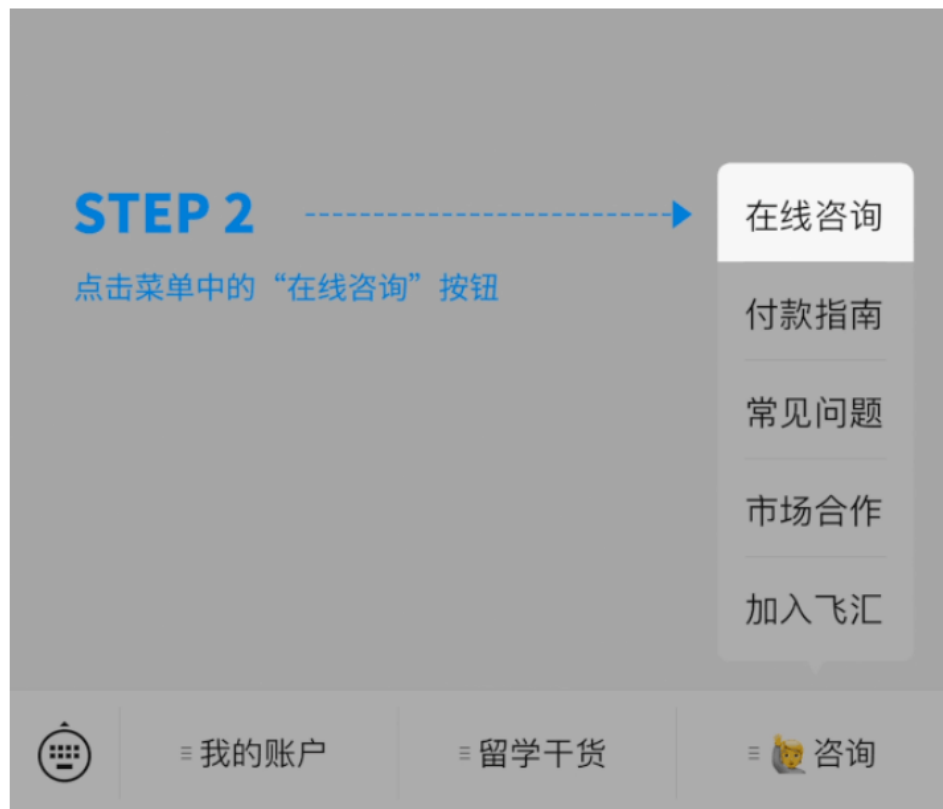 STEP 2
点击菜单中的“在线咨询”按钮
在线咨询
付款指南
常见问题
市场合作
加入飞汇
我的账户
留学干货
咨询